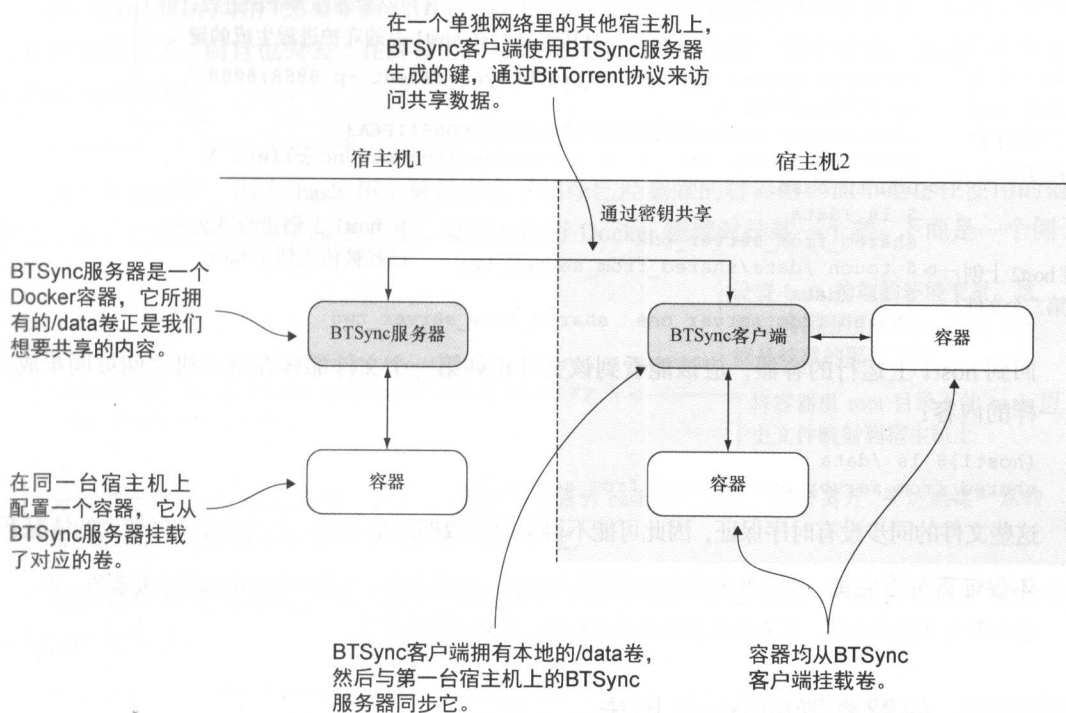 在一个单独网络里的其他宿主机上，
BTSync客户端使用BTSync服务器
生成的键，通过BitTorrent协议来访
问共享数据。
宿主机1
宿主机2
通过密钥共享
BTSync服务器是一个
Docker容器，它所拥
有的/data卷正是我们
想要共享的内容。
BTSync服务器
BTSync客户端
容器
在同一台宿主机上
配置一个容器，它从
BTSync服务器挂载
了对应的卷。
容器
容器
BTSync客户端拥有本地的/data卷，
然后与第一台宿主机上的BTSync
服务器同步它。
容器均从BTSync
客户端挂载卷。